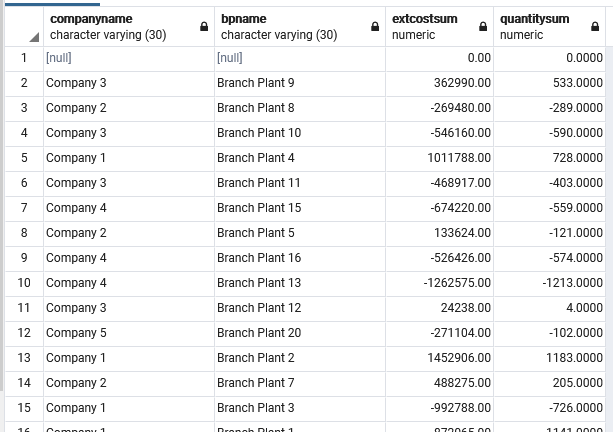 companyname bpname extcostsum quantitysum
character varying (30) character varying (30) numeric numeric
1 [null] [null] 0.00 0.0000
2 Company 3 Branch Plant 9 362990.00 533.0000
3 Company 2 Branch Plant 8 -269480.00 -289.0000
4 Company 3 Branch Plant 10 -546160.00 -590.0000
5 Company 1 Branch Plant 4 1011788.00 728.0000
6 Company 3 Branch Plant 11 -468917.00 -403.0000
7 Company 4 Branch Plant 15 -674220.00 -559.0000
8 Company 2 Branch Plant 5 133624.00 -121.0000
9 Company 4 Branch Plant 16 -526426.00 -574.0000
10 Company 4 Branch Plant 13 -1262575.00 -1213.0000
11 Company 3 Branch Plant 12 24238.00 4.0000
12 Company 5 Branch Plant 20 -271104.00 -102.0000
13 Company 1 Branch Plant 2 1452906.00 1183.0000
14 Company 2 Branch Plant 7 488275.00 205.0000
15 Company 1 Branch Plant 3 -992788.00 -726.0000
16 Company 1 Branch Plant 1